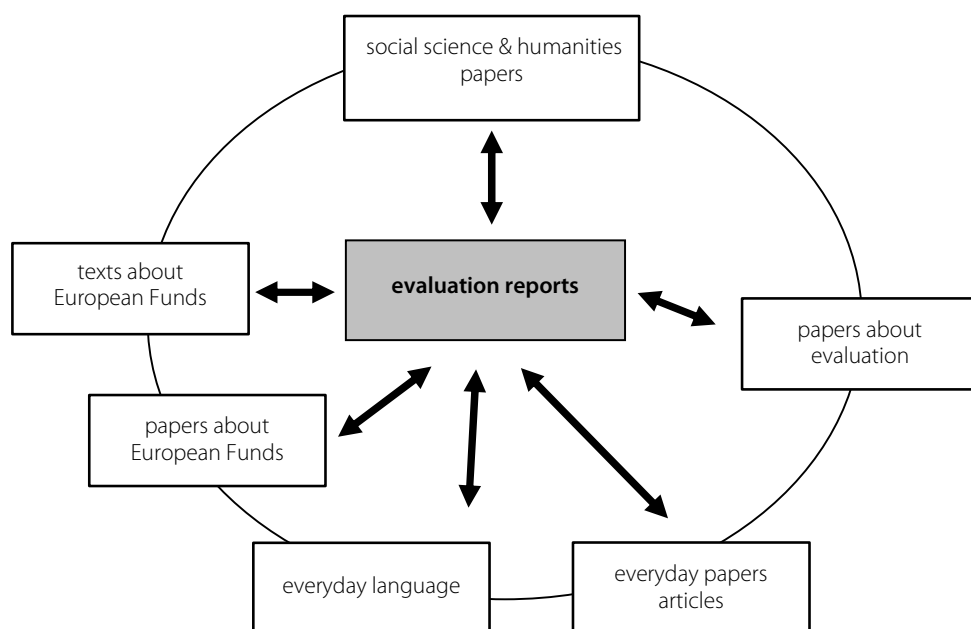 social science & humanities
papers
texts about
European Funds
evaluation reports
papers about
evaluation
papers about
European Funds
everyday language
everyday papers
articles